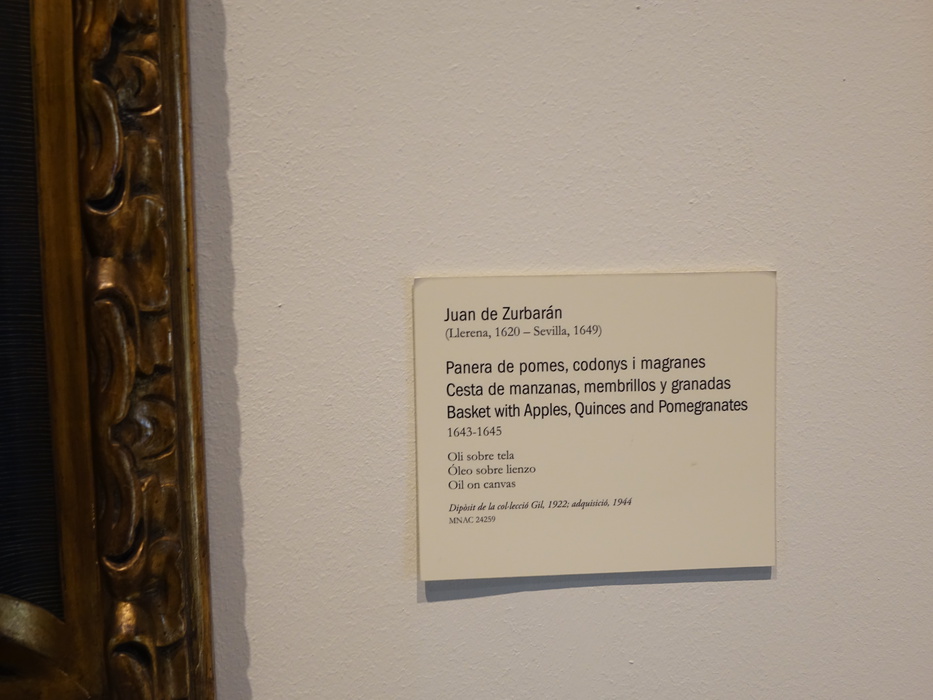 Juan de Zurbarán
(Llerena, 1620 – Sevilla, 1649)
Panera de pomes, codonys i magranes
Cesta de manzanas, membrillos y granadas
Basket with Apples, Quinces and Pomegranates
1643-1645
Oli sobre tela
Óleo sobre lienzo
Oil on canvas
Dipòsit de la col·lecció Gil, 1922; adquisició, 1944
MNAC 24259